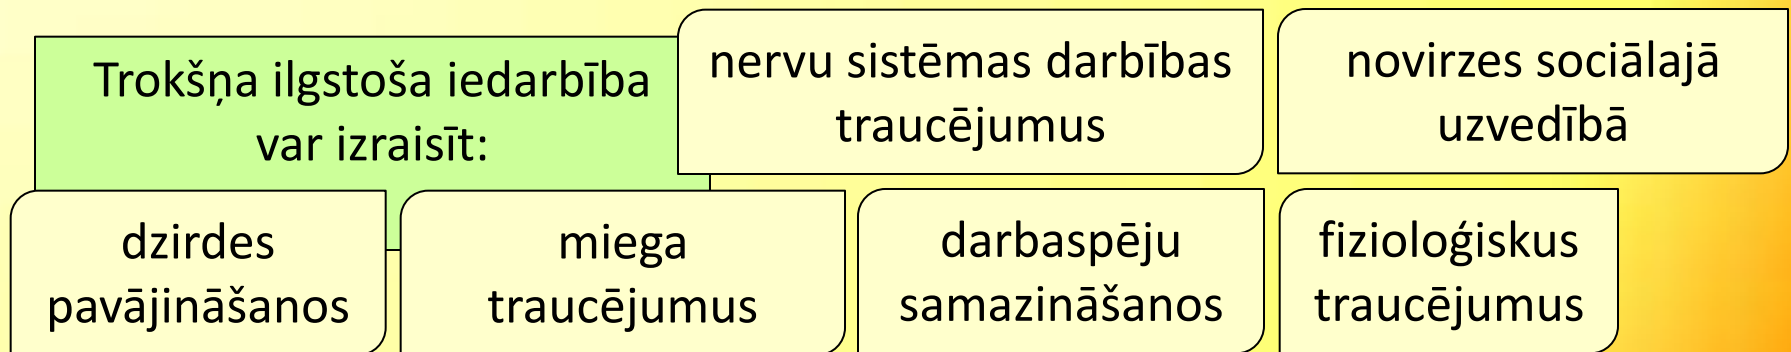 Trokšņa ilgstoša iedarbība
var izraisīt:
nervu sistēmas darbības
traucējumus
novirzes sociālajā
uzvedībā
dzirdes
pavājināšanos
miega
traucējumus
darbaspēju
samazināšanos
fizioloģiskus
traucējumus